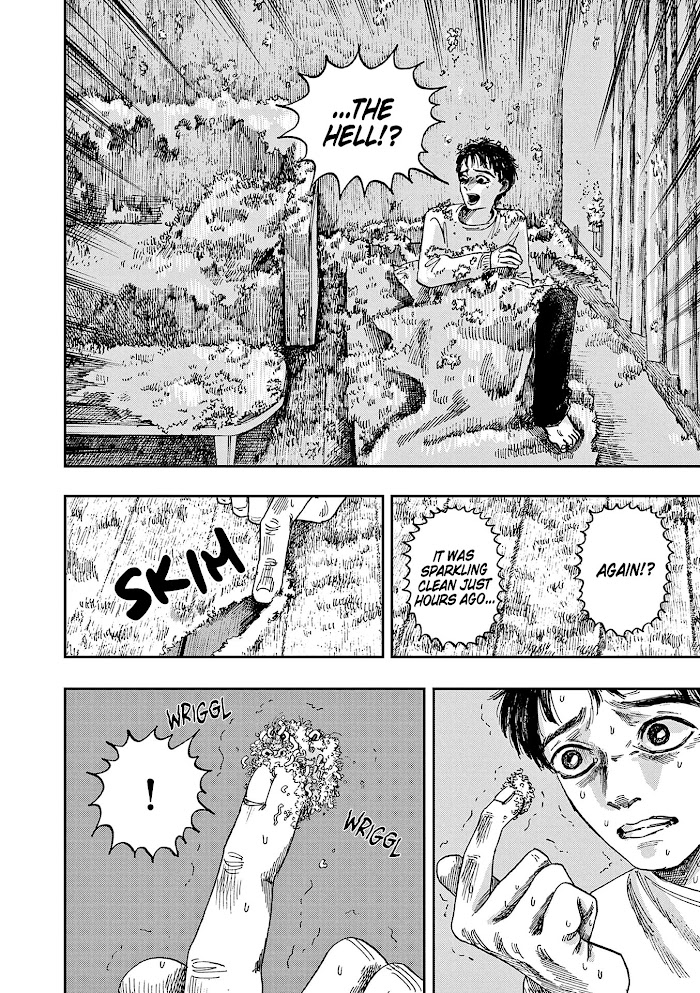 ...THE
HELL!?
AGAIN!?
IT WAS
SPARKLING
CLEAN JUST
HOURS AGO...
SKIM
WRIGGL
!
WRIGGL